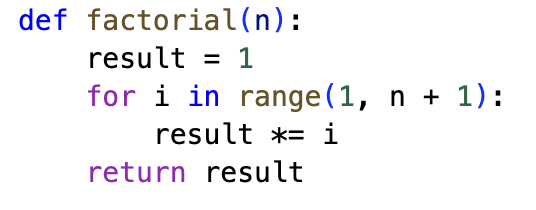 def factorial(n):
    result = 1
    for i in range(1, n + 1):
        result *= i
    return result